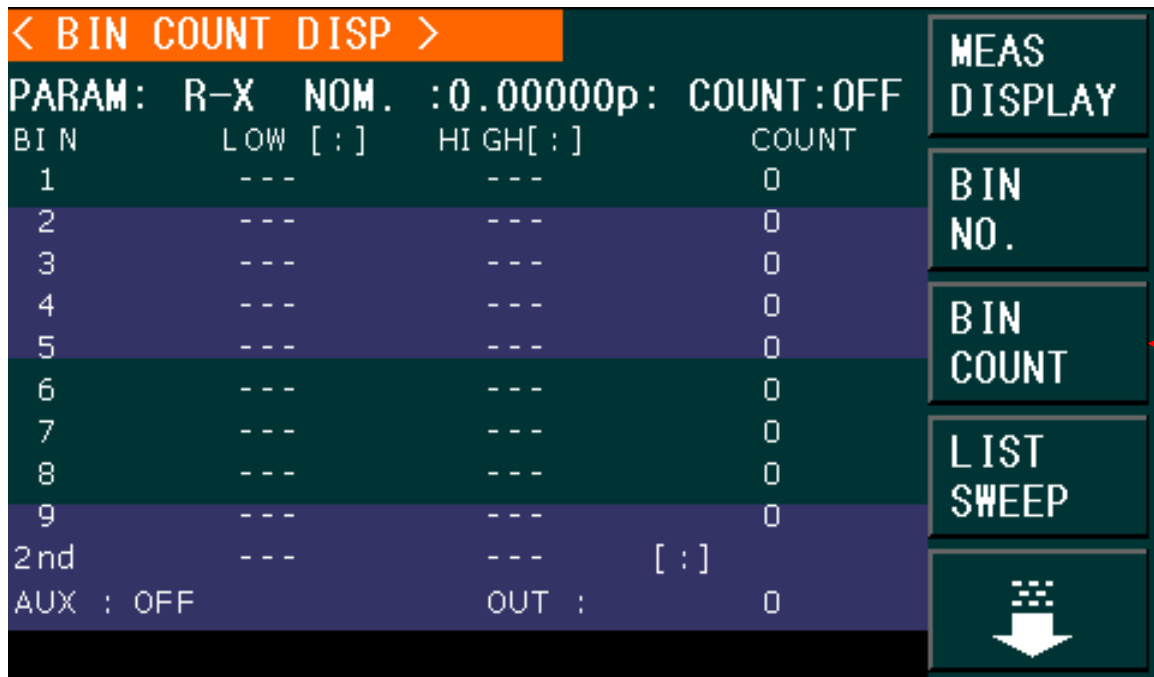 < BIN COUNT DISP >
PARAM: R-X NOM. :0.00000p: COUNT:OFF
BIN LOW [:] HIGH[:] COUNT
1 --- --- 0
2 --- --- 0
3 --- --- 0
4 --- --- 0
5 --- --- 0
6 --- --- 0
7 --- --- 0
8 --- --- 0
9 --- --- 0
2nd --- --- [:]
AUX : OFF OUT : 0
MEAS
DISPLAY
BIN
NO.
BIN
COUNT
LIST
SWEEP